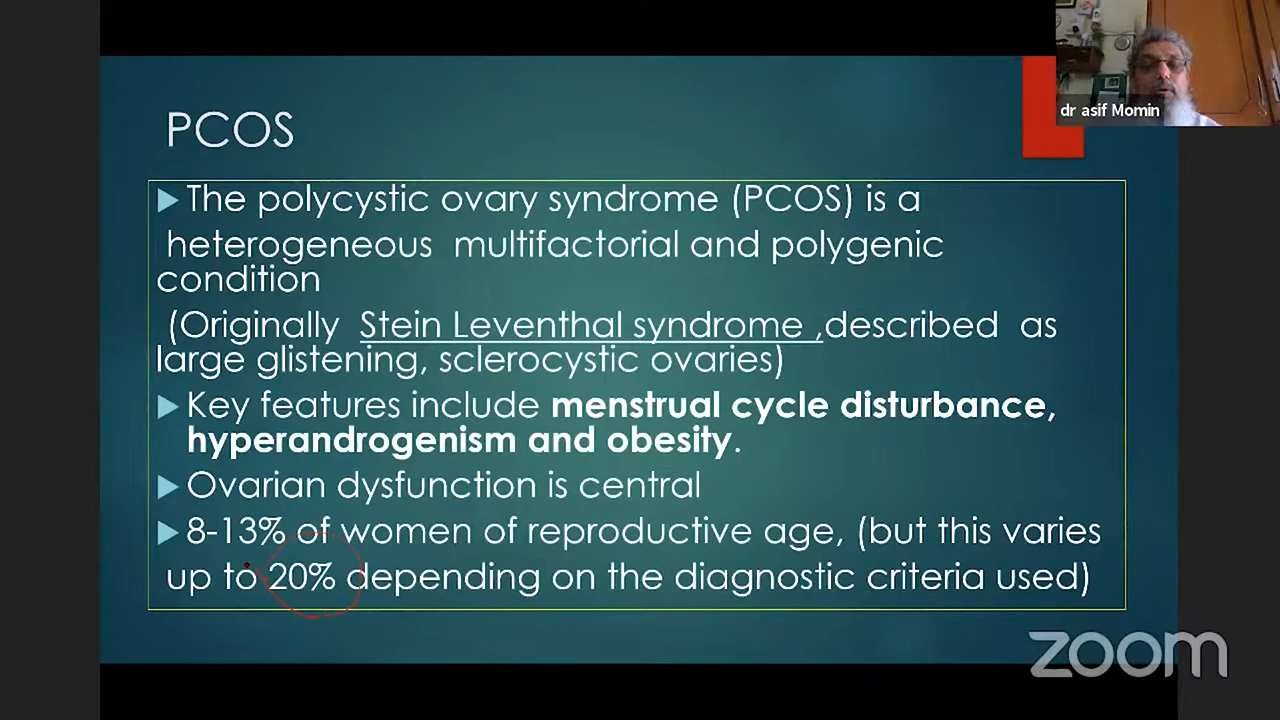 dr asif Momin
PCOS
The polycystic ovary syndrome (PCOS) is a
heterogeneous multifactorial and polygenic
condition
(Originally Stein Leventhal syndrome ,described as
large glistening, sclerocystic ovaries)
Key features include menstrual cycle disturbance,
hyperandrogenism and obesity.
Ovarian dysfunction is central
8-13% of women of reproductive age, (but this varies
up to 20% depending on the diagnostic criteria used)
zoom